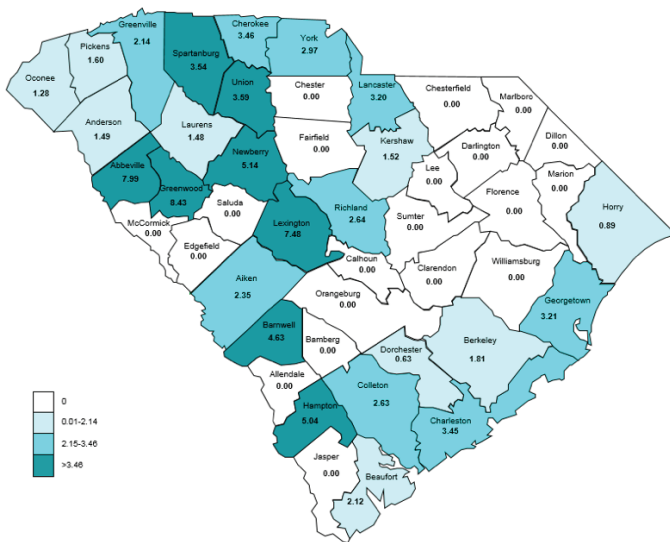 Greenville
2.14
Cherokee
3.46
York
2.97
Pickens
1.60
Spartanburg
3.54
Oconee
1.28
Union
3.59
Chester
0.00
Lancaster
3.20
Chesterfield
0.00
Marlboro
0.00
Anderson
1.49
Laurens
1.48
Fairfield
0.00
Kershaw
1.52
Darlington
0.00
Dillon
0.00
Abbeville
7.99
Newberry
5.14
Lee
0.00
Marion
0.00
Greenwood
8.43
Saluda
0.00
Richland
2.64
Florence
0.00
Horry
0.89
McCormick
0.00
Lexington
7.48
Sumter
0.00
Edgefield
0.00
Calhoun
0.00
Clarendon
0.00
Williamsburg
0.00
Aiken
2.35
Orangeburg
0.00
Georgetown
3.21
Barnwell
4.63
Bamberg
0.00
Berkeley
1.81
Dorchester
0.63
Allendale
0.00
Colleton
2.63
Hampton
5.04
Charleston
3.45
Jasper
0.00
Beaufort
2.12
0
0.01-2.14
2.15-3.46
>3.46